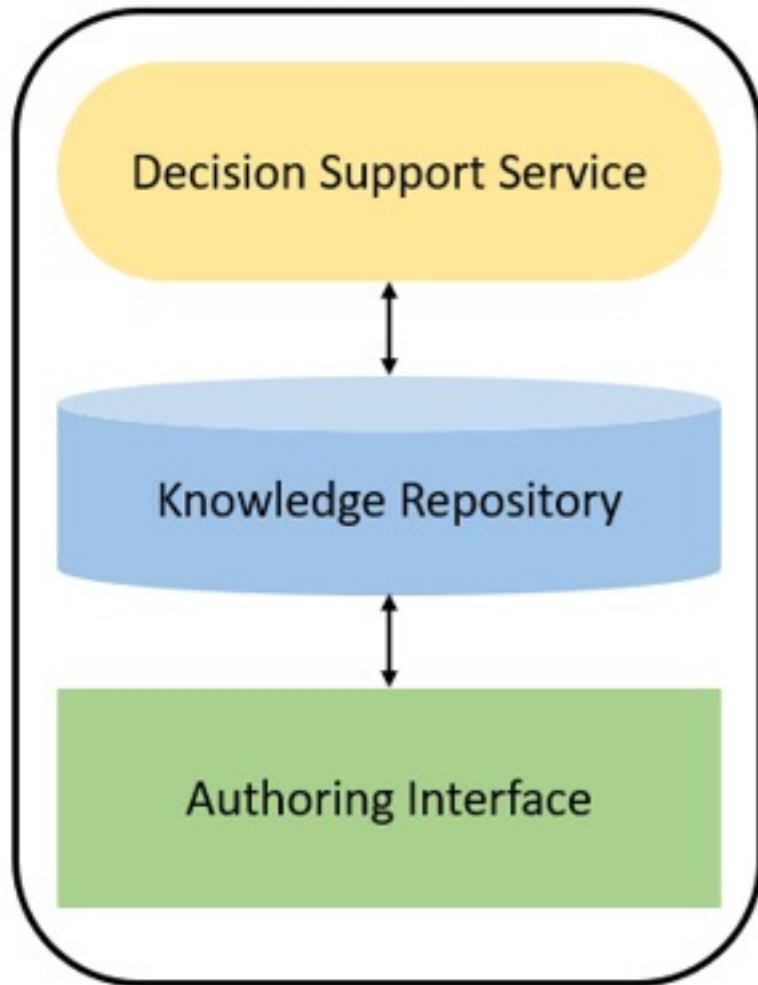 Decision Support Service
Knowledge Repository
Authoring Interface